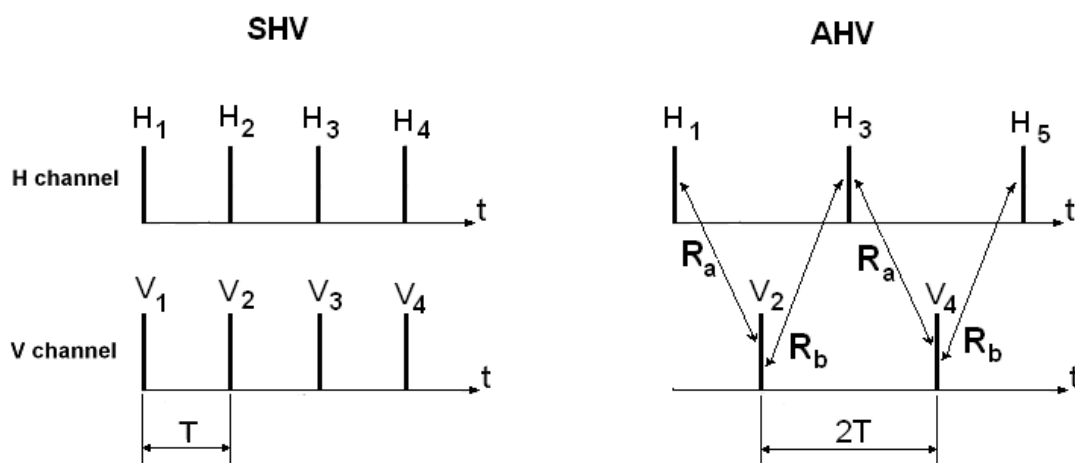 SHV
H1 H2 H3 H4
H channel
t
V1 V2 V3 V4
V channel
t
T
AHV
H1 H3 H5
t
Ra Rb Ra Rb
V2 V4
t
2T